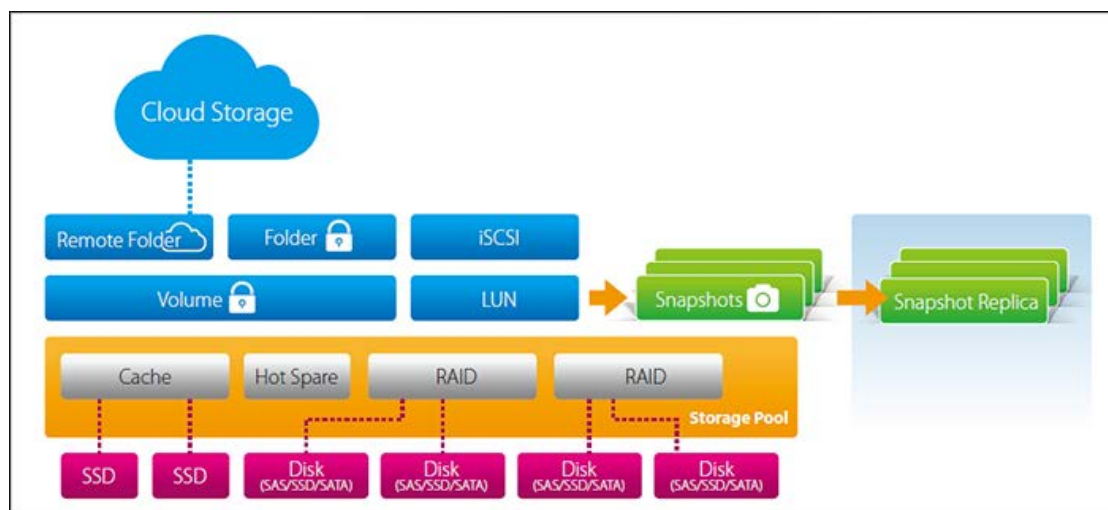 Cloud Storage
Remote Folder
Folder
iSCSI
Volume
LUN
Snapshots
Snapshot Replica
Cache
Hot Spare
RAID
RAID
Storage Pool
SSD
SSD
Disk
(SAS/SSD/SATA)
Disk
(SAS/SSD/SATA)
Disk
(SAS/SSD/SATA)
Disk
(SAS/SSD/SATA)